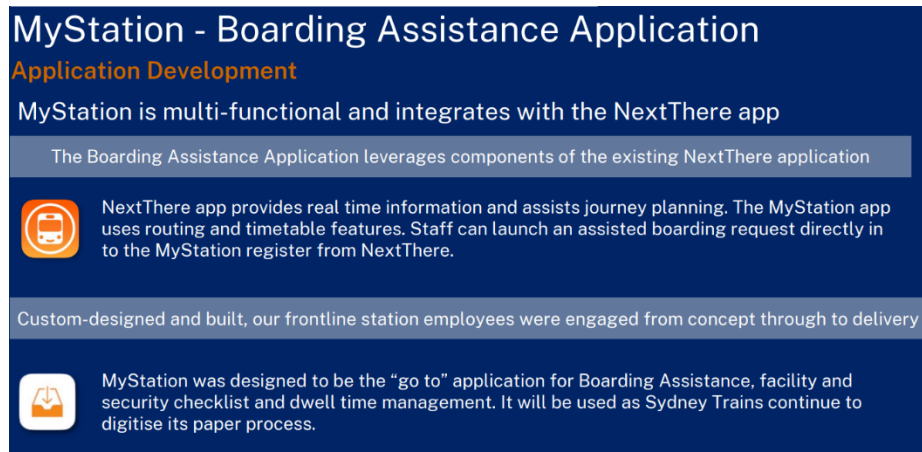 MyStation - Boarding Assistance Application
Application Development
MyStation is multi-functional and integrates with the NextThere app
The Boarding Assistance Application leverages components of the existing NextThere application
NextThere app provides real time information and assists journey planning. The MyStation app
uses routing and timetable features. Staff can launch an assisted boarding request directly in
to the MyStation register from NextThere.
Custom-designed and built, our frontline station employees were engaged from concept through to delivery
MyStation was designed to be the “go to” application for Boarding Assistance, facility and
security checklist and dwell time management. It will be used as Sydney Trains continue to
digitise its paper process.